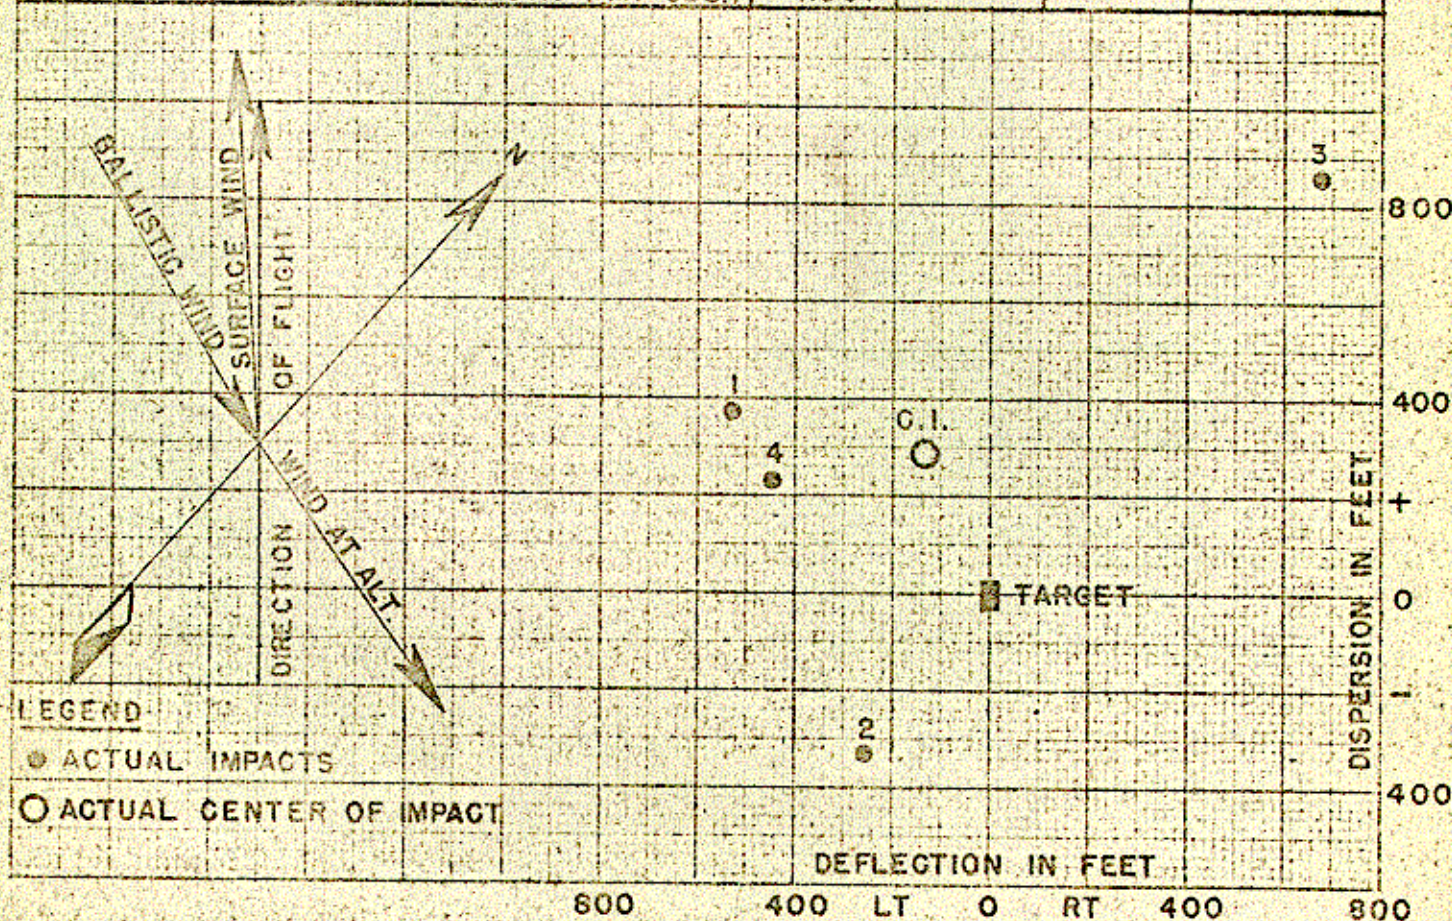 N
BALLISTIC WIND
SURFACE WIND
DIRECTION OF FLIGHT
WIND AT ALT
3
800
1
400
C.I.
4
+
TARGET
0
DISPERSION IN FEET
-
2
400
LEGEND
ACTUAL IMPACTS
ACTUAL CENTER OF IMPACT
DEFLECTION IN FEET
800 400 LT 0 RT 400 800